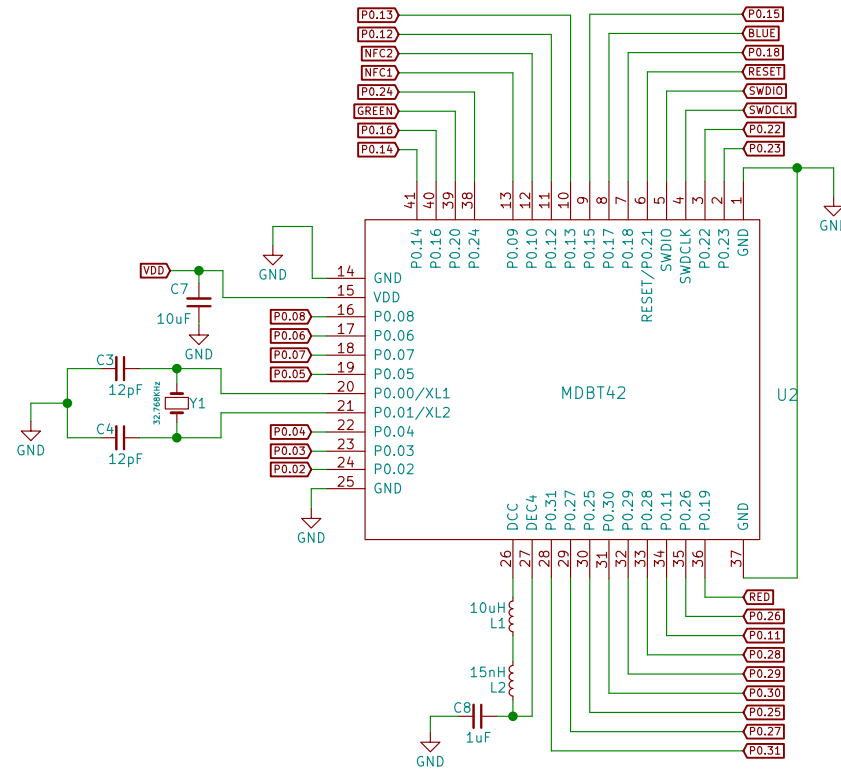 P0.13
P0.12
NFC2
NFC1
P0.24
GREEN
P0.16
P0.14
P0.15
BLUE
P0.18
RESET
SWDIO
SWDCLK
P0.22
P0.23
GND
41 40 39 38 13 12 11 10 9 8 7 6 5 4 3 2 1
P0.14 P0.16 P0.20 P0.24 P0.09 P0.10 P0.12 P0.13 P0.15 P0.17 P0.18 RESET/P0.21 SWDIO SWDCLK P0.22 P0.23 GND
GND
VDD
C7
10uF
GND
14 GND
15 VDD
P0.08 16 P0.08
P0.06 17 P0.06
P0.07 18 P0.07
P0.05 19 P0.05
20 P0.00/XL1
21 P0.01/XL2
P0.04 22 P0.04
P0.03 23 P0.03
P0.02 24 P0.02
25 GND
C3
12pF
32.768KHz
Y1
C4
12pF
GND
GND
MDBT42
U2
DCC DEC4 P0.31 P0.27 P0.25 P0.30 P0.29 P0.28 P0.11 P0.26 P0.19 GND
26 27 28 29 30 31 32 33 34 35 36 37
10uH
L1
15nH
L2
C8
1uF
GND
RED
P0.26
P0.11
P0.28
P0.29
P0.30
P0.25
P0.27
P0.31